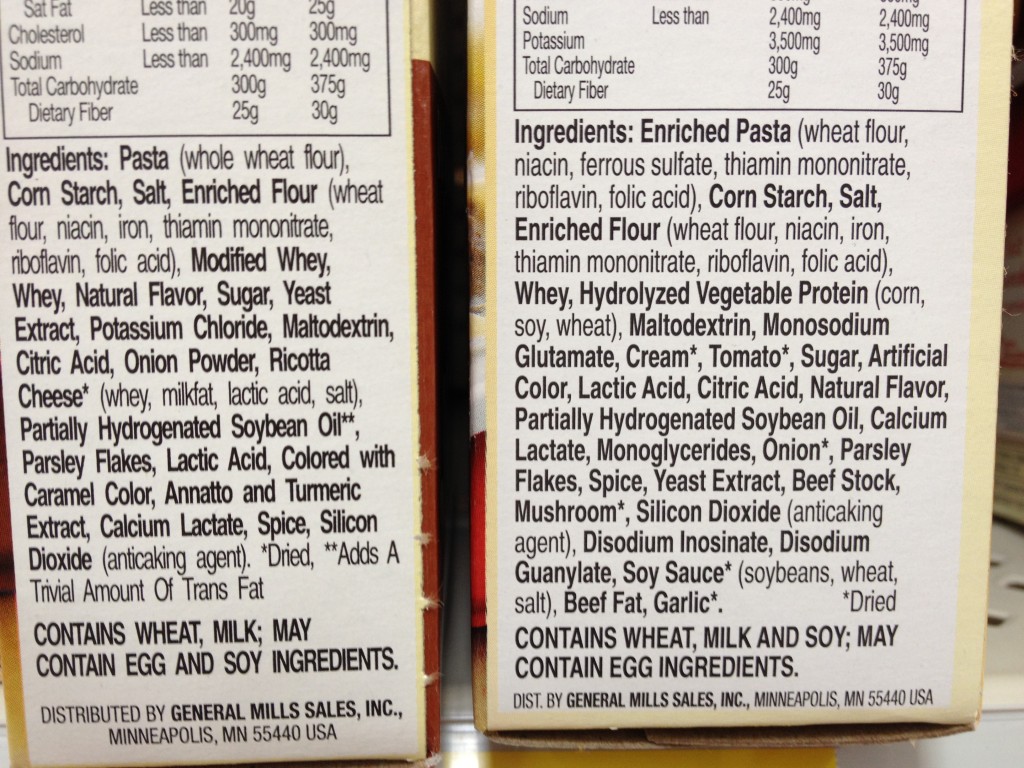 Sat Fat Less than 20g 25g
Cholesterol Less than 300mg 300mg
Sodium Less than 2,400mg 2,400mg
Total Carbohydrate 300g 375g
Dietary Fiber 25g 30g
Ingredients: Pasta (whole wheat flour),
Corn Starch, Salt, Enriched Flour (wheat
flour, niacin, iron, thiamin mononitrate,
riboflavin, folic acid), Modified Whey,
Whey, Natural Flavor, Sugar, Yeast
Extract, Potassium Chloride, Maltodextrin,
Citric Acid, Onion Powder, Ricotta
Cheese* (whey, milkfat, lactic acid, salt),
Partially Hydrogenated Soybean Oil**,
Parsley Flakes, Lactic Acid, Colored with
Caramel Color, Annatto and Turmeric
Extract, Calcium Lactate, Spice, Silicon
Dioxide (anticaking agent). *Dried, **Adds A
Trivial Amount Of Trans Fat
CONTAINS WHEAT, MILK; MAY
CONTAIN EGG AND SOY INGREDIENTS.
DISTRIBUTED BY GENERAL MILLS SALES, INC.,
MINNEAPOLIS, MN 55440 USA
Sodium Less than 2,400mg 2,400mg
Potassium 3,500mg 3,500mg
Total Carbohydrate 300g 375g
Dietary Fiber 25g 30g
Ingredients: Enriched Pasta (wheat flour,
niacin, ferrous sulfate, thiamin mononitrate,
riboflavin, folic acid), Corn Starch, Salt,
Enriched Flour (wheat flour, niacin, iron,
thiamin mononitrate, riboflavin, folic acid),
Whey, Hydrolyzed Vegetable Protein (corn,
soy, wheat), Maltodextrin, Monosodium
Glutamate, Cream*, Tomato*, Sugar, Artificial
Color, Lactic Acid, Citric Acid, Natural Flavor,
Partially Hydrogenated Soybean Oil, Calcium
Lactate, Monoglycerides, Onion*, Parsley
Flakes, Spice, Yeast Extract, Beef Stock,
Mushroom*, Silicon Dioxide (anticaking
agent), Disodium Inosinate, Disodium
Guanylate, Soy Sauce* (soybeans, wheat,
salt), Beef Fat, Garlic*. *Dried
CONTAINS WHEAT, MILK AND SOY; MAY
CONTAIN EGG INGREDIENTS.
DIST. BY GENERAL MILLS SALES, INC., MINNEAPOLIS, MN 55440 USA